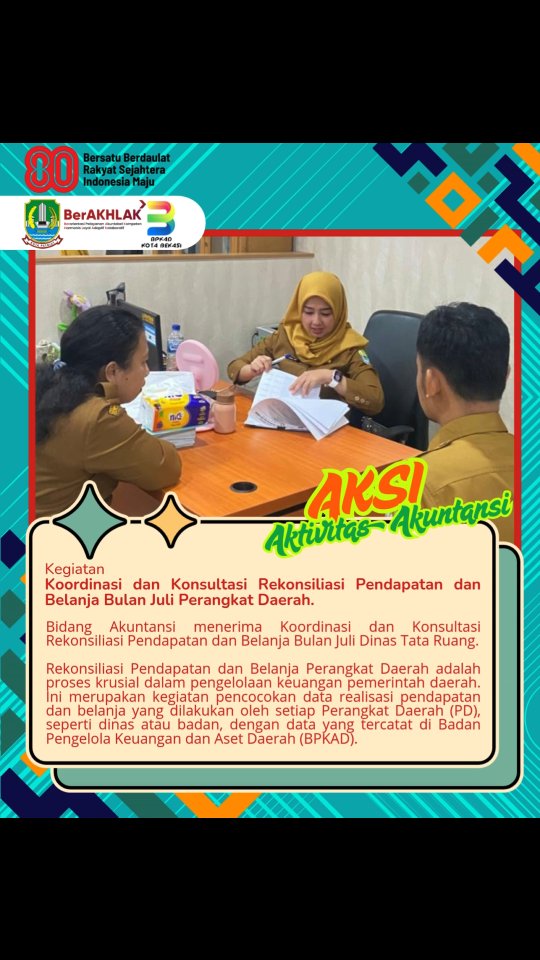 80 Bersatu Berdaulat
Rakyat Sejahtera
Indonesia Maju
BerAKHLAK
BPKAD
KOTA BEKASI
AKSI
Aktivitas Akuntansi
Kegiatan
Koordinasi dan Konsultasi Rekonsiliasi Pendapatan dan
Belanja Bulan Juli Perangkat Daerah.
Bidang Akuntansi menerima Koordinasi dan Konsultasi
Rekonsiliasi Pendapatan dan Belanja Bulan Juli Dinas Tata Ruang.
Rekonsiliasi Pendapatan dan Belanja Perangkat Daerah adalah
proses krusial dalam pengelolaan keuangan pemerintah daerah.
Ini merupakan kegiatan pencocokan data realisasi pendapatan
dan belanja yang dilakukan oleh setiap Perangkat Daerah (PD),
seperti dinas atau badan, dengan data yang tercatat di Badan
Pengelola Keuangan dan Aset Daerah (BPKAD).